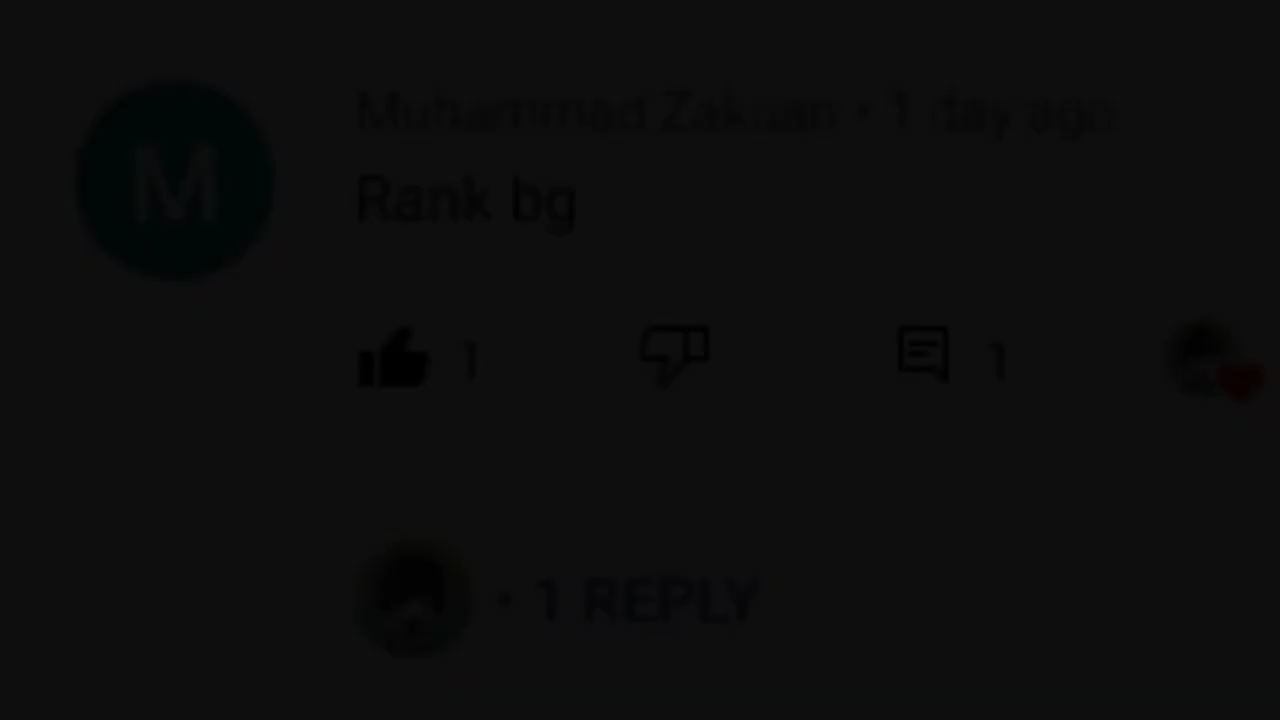 M
Muhammad Zakuan • 1 day ago
Rank bg
1 1
• 1 REPLY